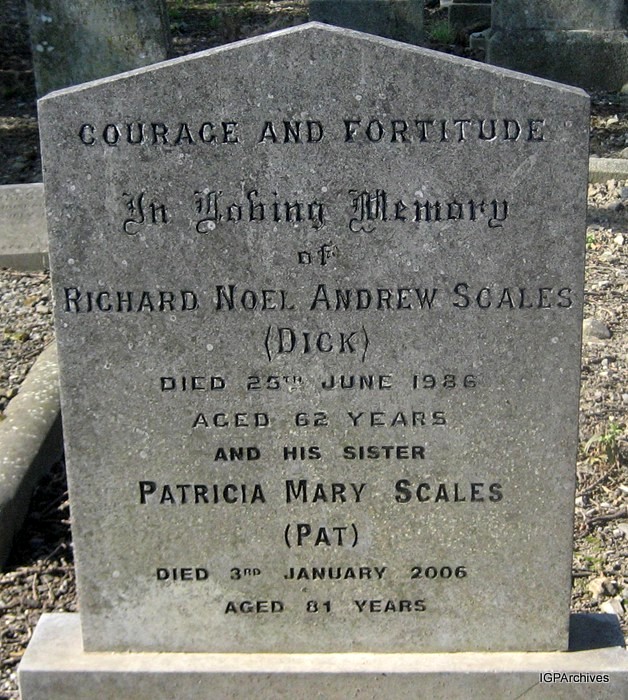 COURAGE AND FORTITUDE
In Loving Memory
of
RICHARD NOEL ANDREW SCALES
(DICK)
DIED 25TH JUNE 1986
AGED 62 YEARS
AND HIS SISTER
PATRICIA MARY SCALES
(PAT)
DIED 3RD JANUARY 2006
AGED 81 YEARS
IGPArchives